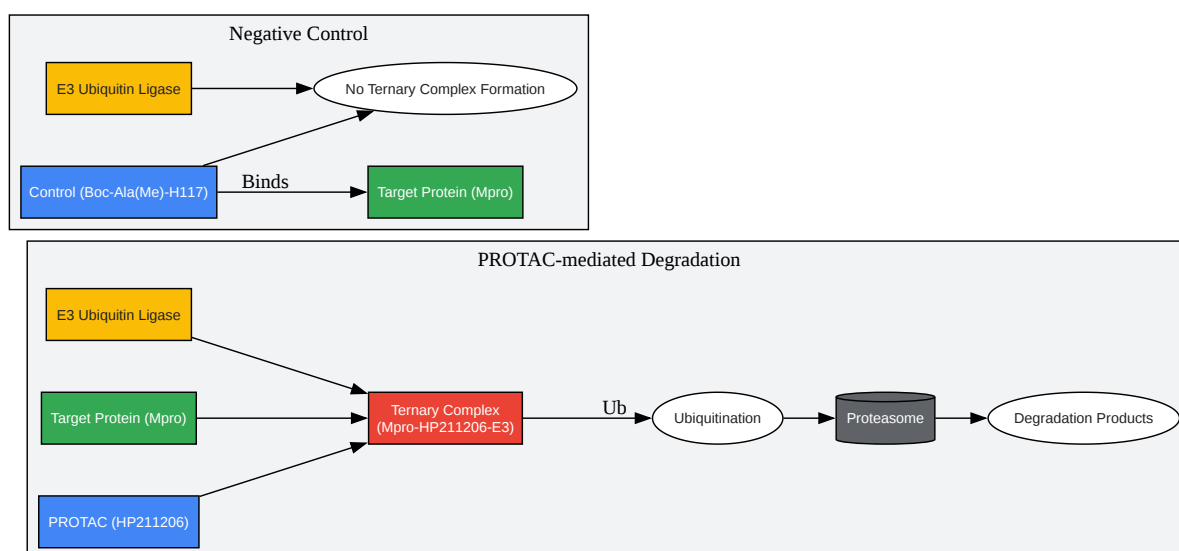 Negative Control
E3 Ubiquitin Ligase
No Ternary Complex Formation
Control (Boc-Ala(Me)-H117)
Binds
Target Protein (Mpro)
PROTAC-mediated Degradation
E3 Ubiquitin Ligase
Target Protein (Mpro)
Ternary Complex
(Mpro-HP211206-E3)
Ub
Ubiquitination
Proteasome
Degradation Products
PROTAC (HP211206)